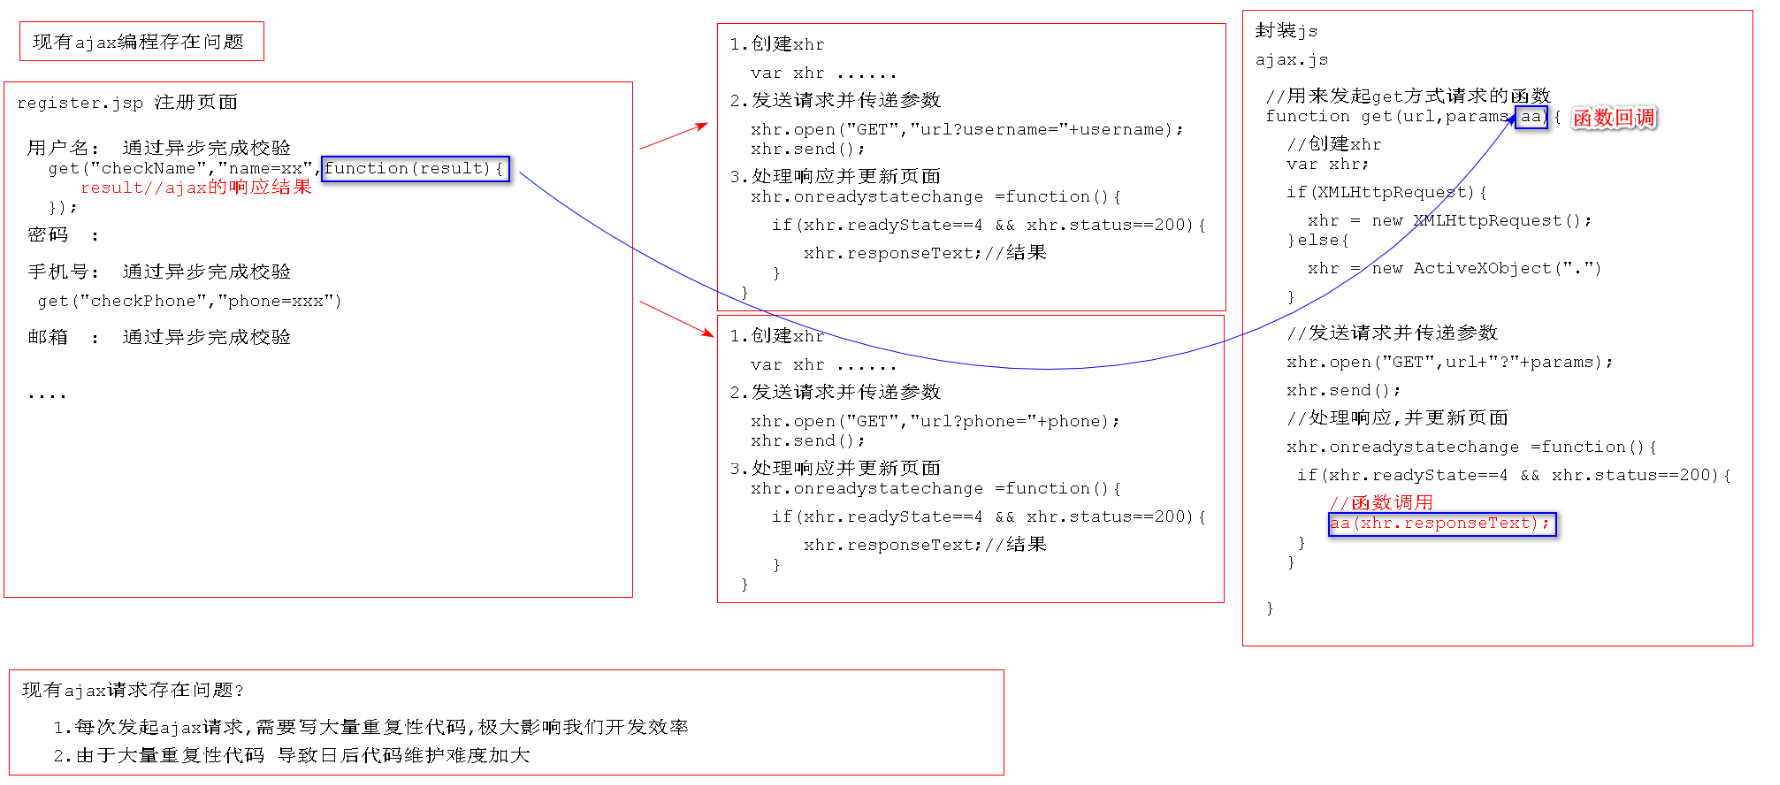 现有ajax编程存在问题
register.jsp 注册页面
用户名: 通过异步完成校验
get("checkName","name=xx",function(result){
result//ajax的响应结果
});
密码 :
手机号: 通过异步完成校验
get("checkPhone","phone=xxx")
邮箱 : 通过异步完成校验
....
1.创建xhr
var xhr ......
2.发送请求并传递参数
xhr.open("GET","url?username="+username);
xhr.send();
3.处理响应并更新页面
xhr.onreadystatechange =function(){
if(xhr.readyState==4 && xhr.status==200){
xhr.responseText;//结果
}
}
1.创建xhr
var xhr ......
2.发送请求并传递参数
xhr.open("GET","url?phone="+phone);
xhr.send();
3.处理响应并更新页面
xhr.onreadystatechange =function(){
if(xhr.readyState==4 && xhr.status==200){
xhr.responseText;//结果
}
}
封装js
ajax.js
//用来发起get方式请求的函数
function get(url,params,aa){ 函数回调
//创建xhr
var xhr;
if(XMLHttpRequest){
xhr = new XMLHttpRequest();
}else{
xhr = new ActiveXObject(".")
}
//发送请求并传递参数
xhr.open("GET",url+"?"+params);
xhr.send();
//处理响应,并更新页面
xhr.onreadystatechange =function(){
if(xhr.readyState==4 && xhr.status==200){
//函数调用
aa(xhr.responseText);
}
}
}
现有ajax请求存在问题?
1.每次发起ajax请求,需要写大量重复性代码,极大影响我们开发效率
2.由于大量重复性代码 导致日后代码维护难度加大